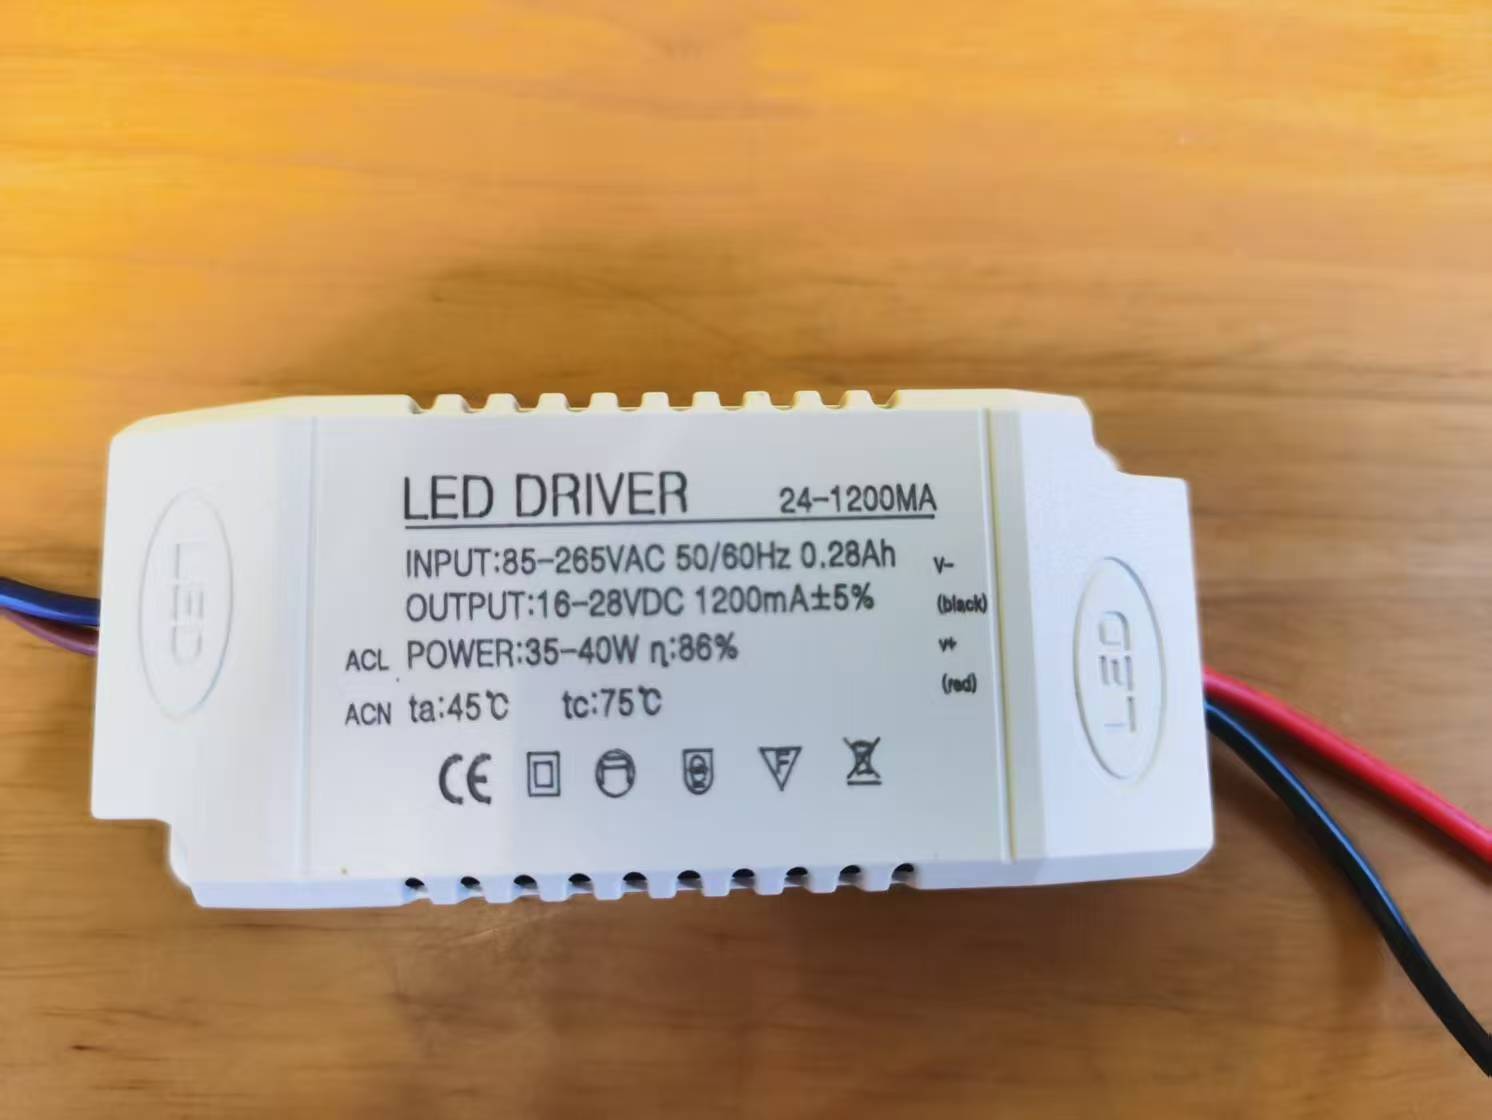 LED DRIVER 24-1200MA
INPUT:85-265VAC 50/60Hz 0.28Ah
OUTPUT:16-28VDC 1200mA±5%
ACL POWER:35-40W η:86%
ACN ta:45℃ tc:75℃
V-
(black)
v+
(red)
CE
F
LED
LED